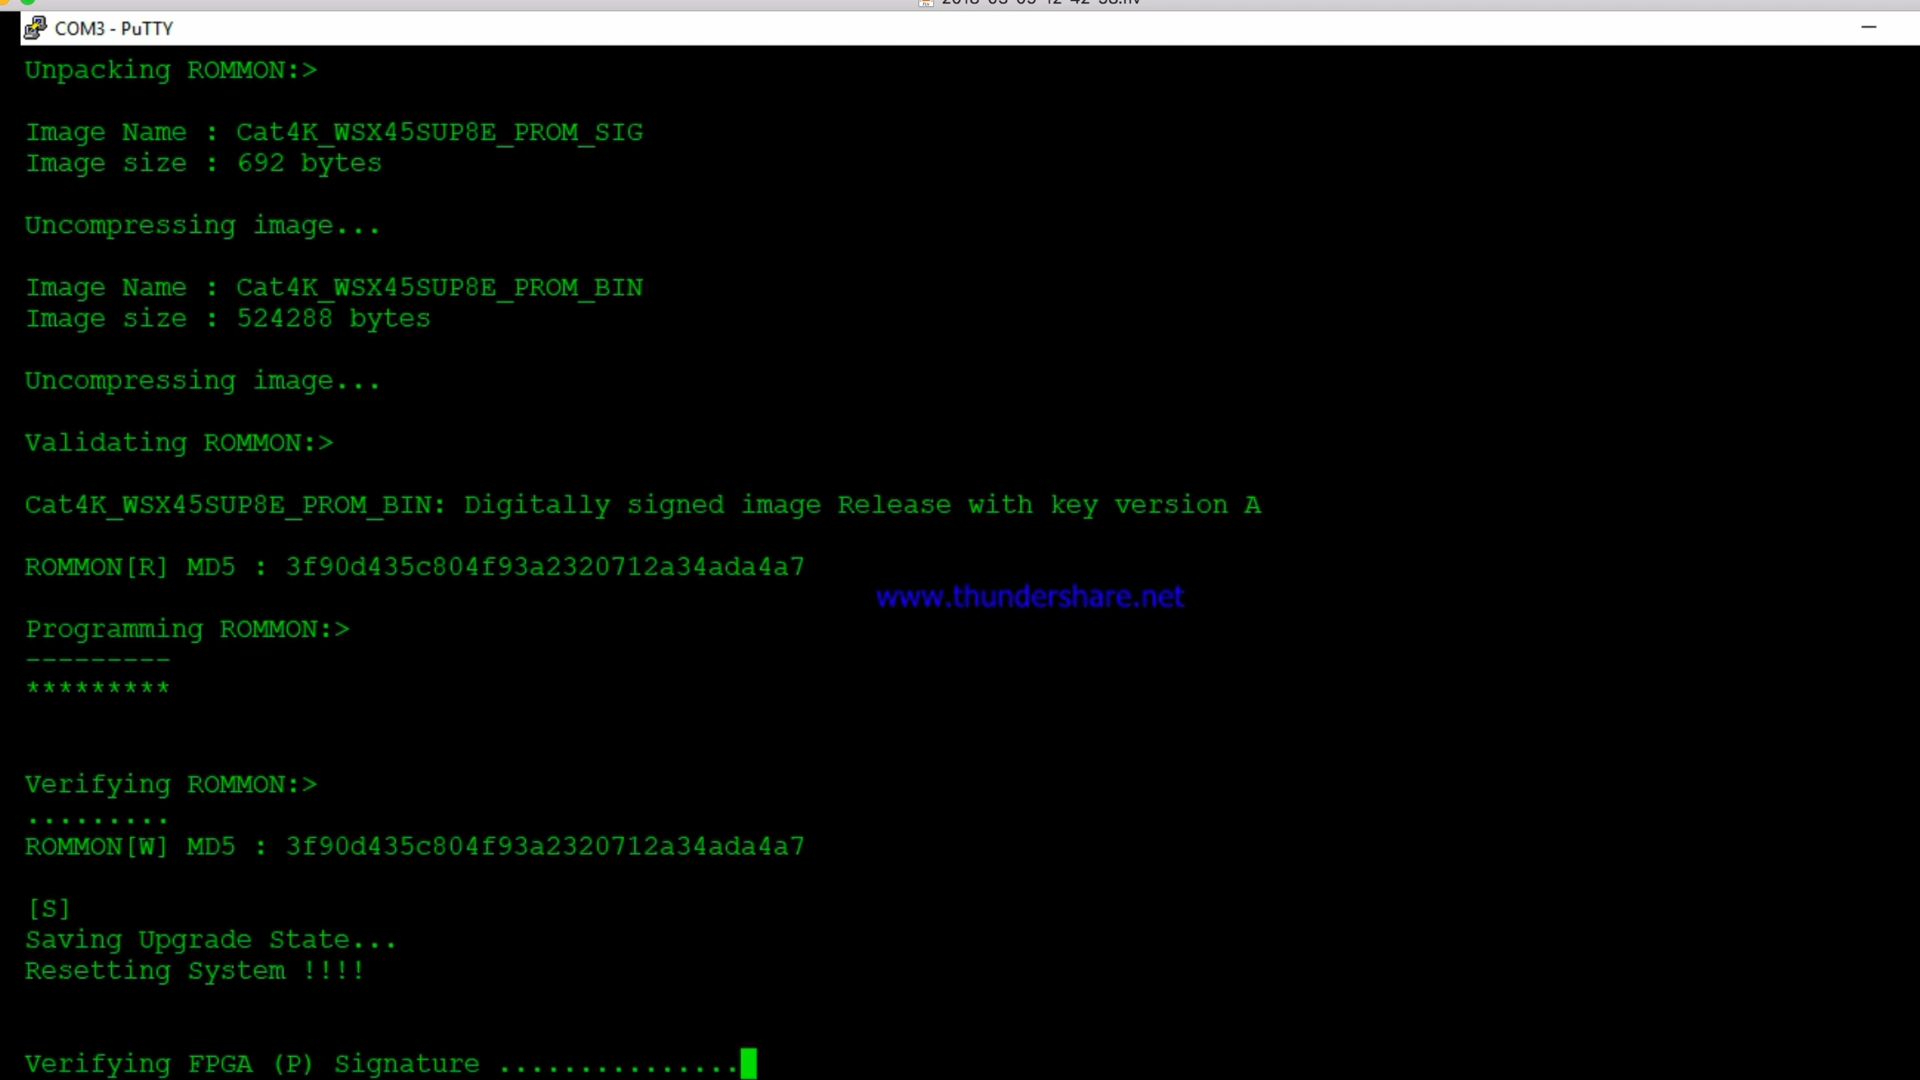 COM3 - PuTTY
Unpacking ROMMON:>
Image Name : Cat4K_WSX45SUP8E_PROM_SIG
Image size : 692 bytes
Uncompressing image...
Image Name : Cat4K_WSX45SUP8E_PROM_BIN
Image size : 524288 bytes
Uncompressing image...
Validating ROMMON:>
Cat4K_WSX45SUP8E_PROM_BIN: Digitally signed image Release with key version A
ROMMON[R] MD5 : 3f90d435c804f93a2320712a34ada4a7
www.thundershare.net
Programming ROMMON:>
---------
*********
Verifying ROMMON:>
.........
ROMMON[W] MD5 : 3f90d435c804f93a2320712a34ada4a7
[S]
Saving Upgrade State...
Resetting System !!!!
Verifying FPGA (P) Signature ...............